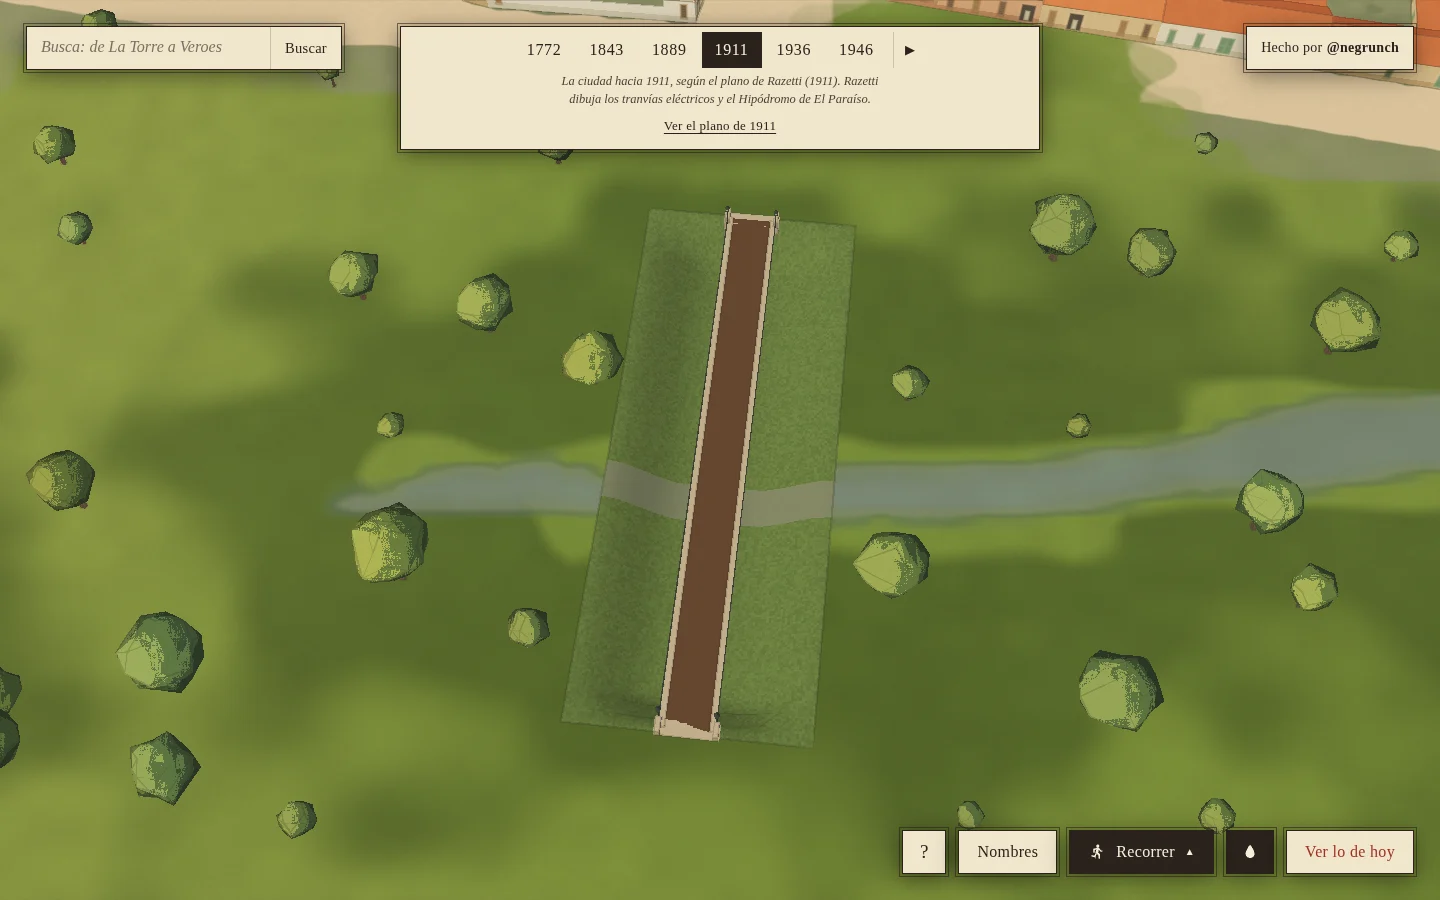 Busca: de La Torre a Veroes
Buscar
1772 1843 1889 1911 1936 1946
La ciudad hacia 1911, según el plano de Razetti (1911). Razetti
dibuja los tranvías eléctricos y el Hipódromo de El Paraíso.
Ver el plano de 1911
Hecho por @negrunch
?
Nombres
Recorrer
Ver lo de hoy